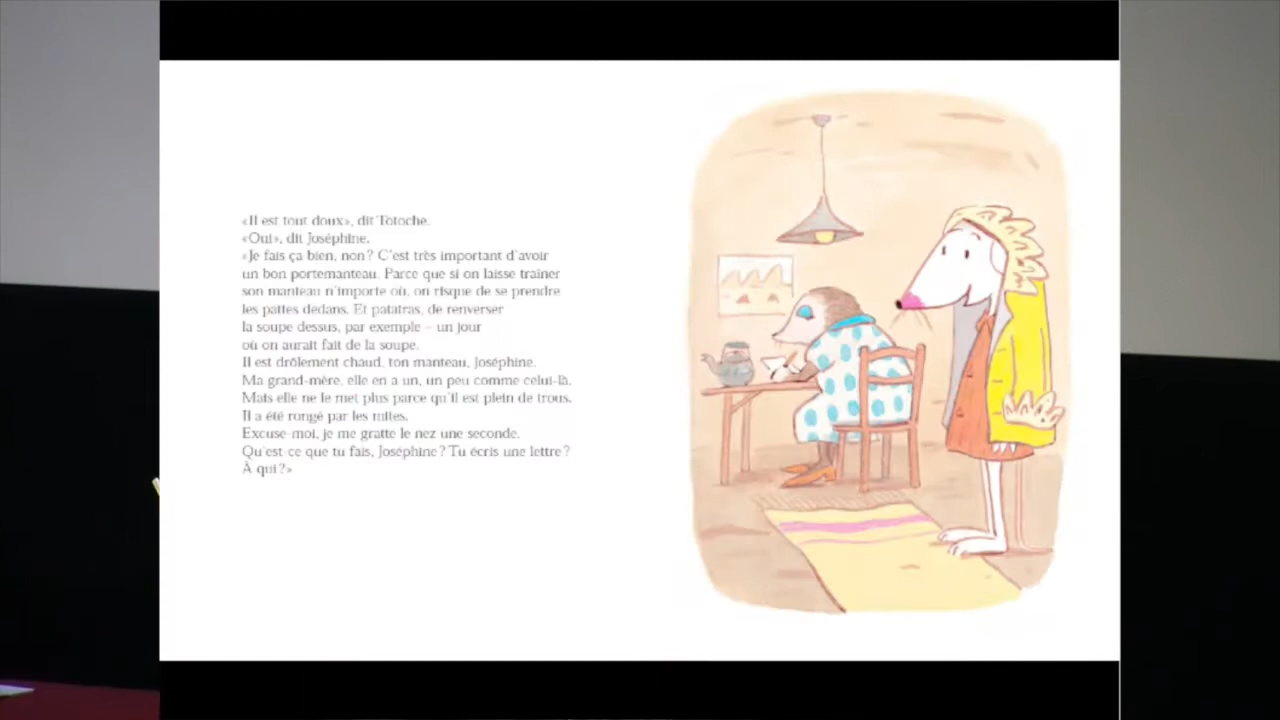 «Il est tout doux», dit Totoche.
«Oui», dit Joséphine.
«Je fais ça bien, non ? C'est très important d'avoir
un bon portemanteau. Parce que si on laisse traîner
son manteau n'importe où, on risque de se prendre
les pattes dedans. Et patatras, de renverser
la soupe dessus, par exemple – un jour
où on aurait fait de la soupe.
Il est drôlement chaud, ton manteau, Joséphine.
Ma grand-mère, elle en a un, un peu comme celui-là.
Mais elle ne le met plus parce qu'il est plein de trous.
Il a été rongé par les mites.
Excuse-moi, je me gratte le nez une seconde.
Qu'est-ce que tu fais, Joséphine ? Tu écris une lettre ?
À qui ?»